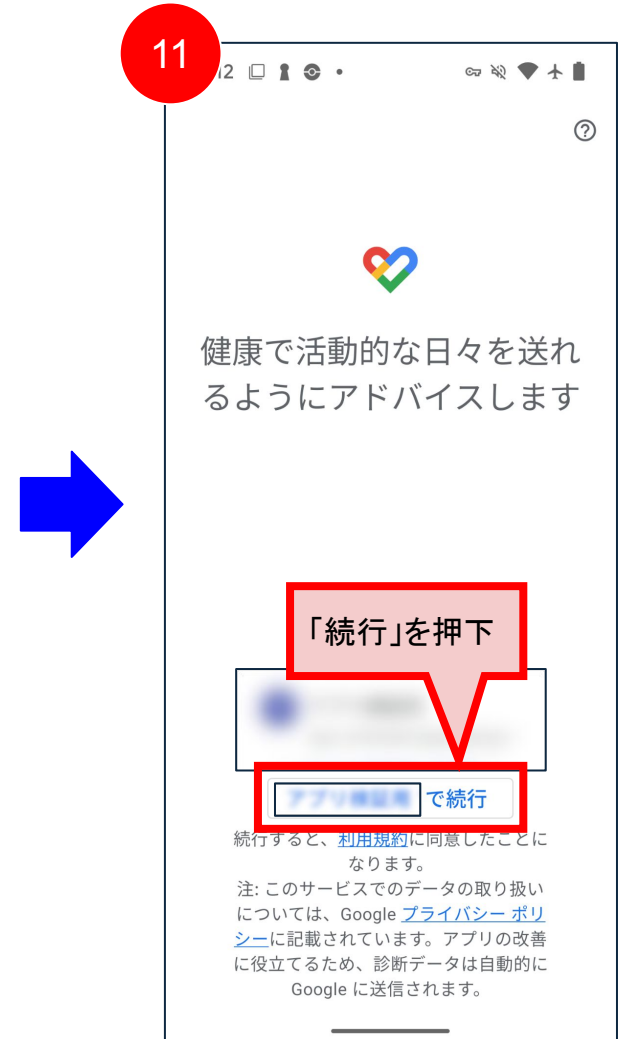 11
12
健康で活動的な日々を送れ
るようにアドバイスします
「続行」を押下
で続行
続行すると、利用規約に同意したことに
なります。
注: このサービスでのデータの取り扱い
については、Google プライバシー ポリ
シーに記載されています。アプリの改善
に役立てるため、診断データは自動的に
Google に送信されます。